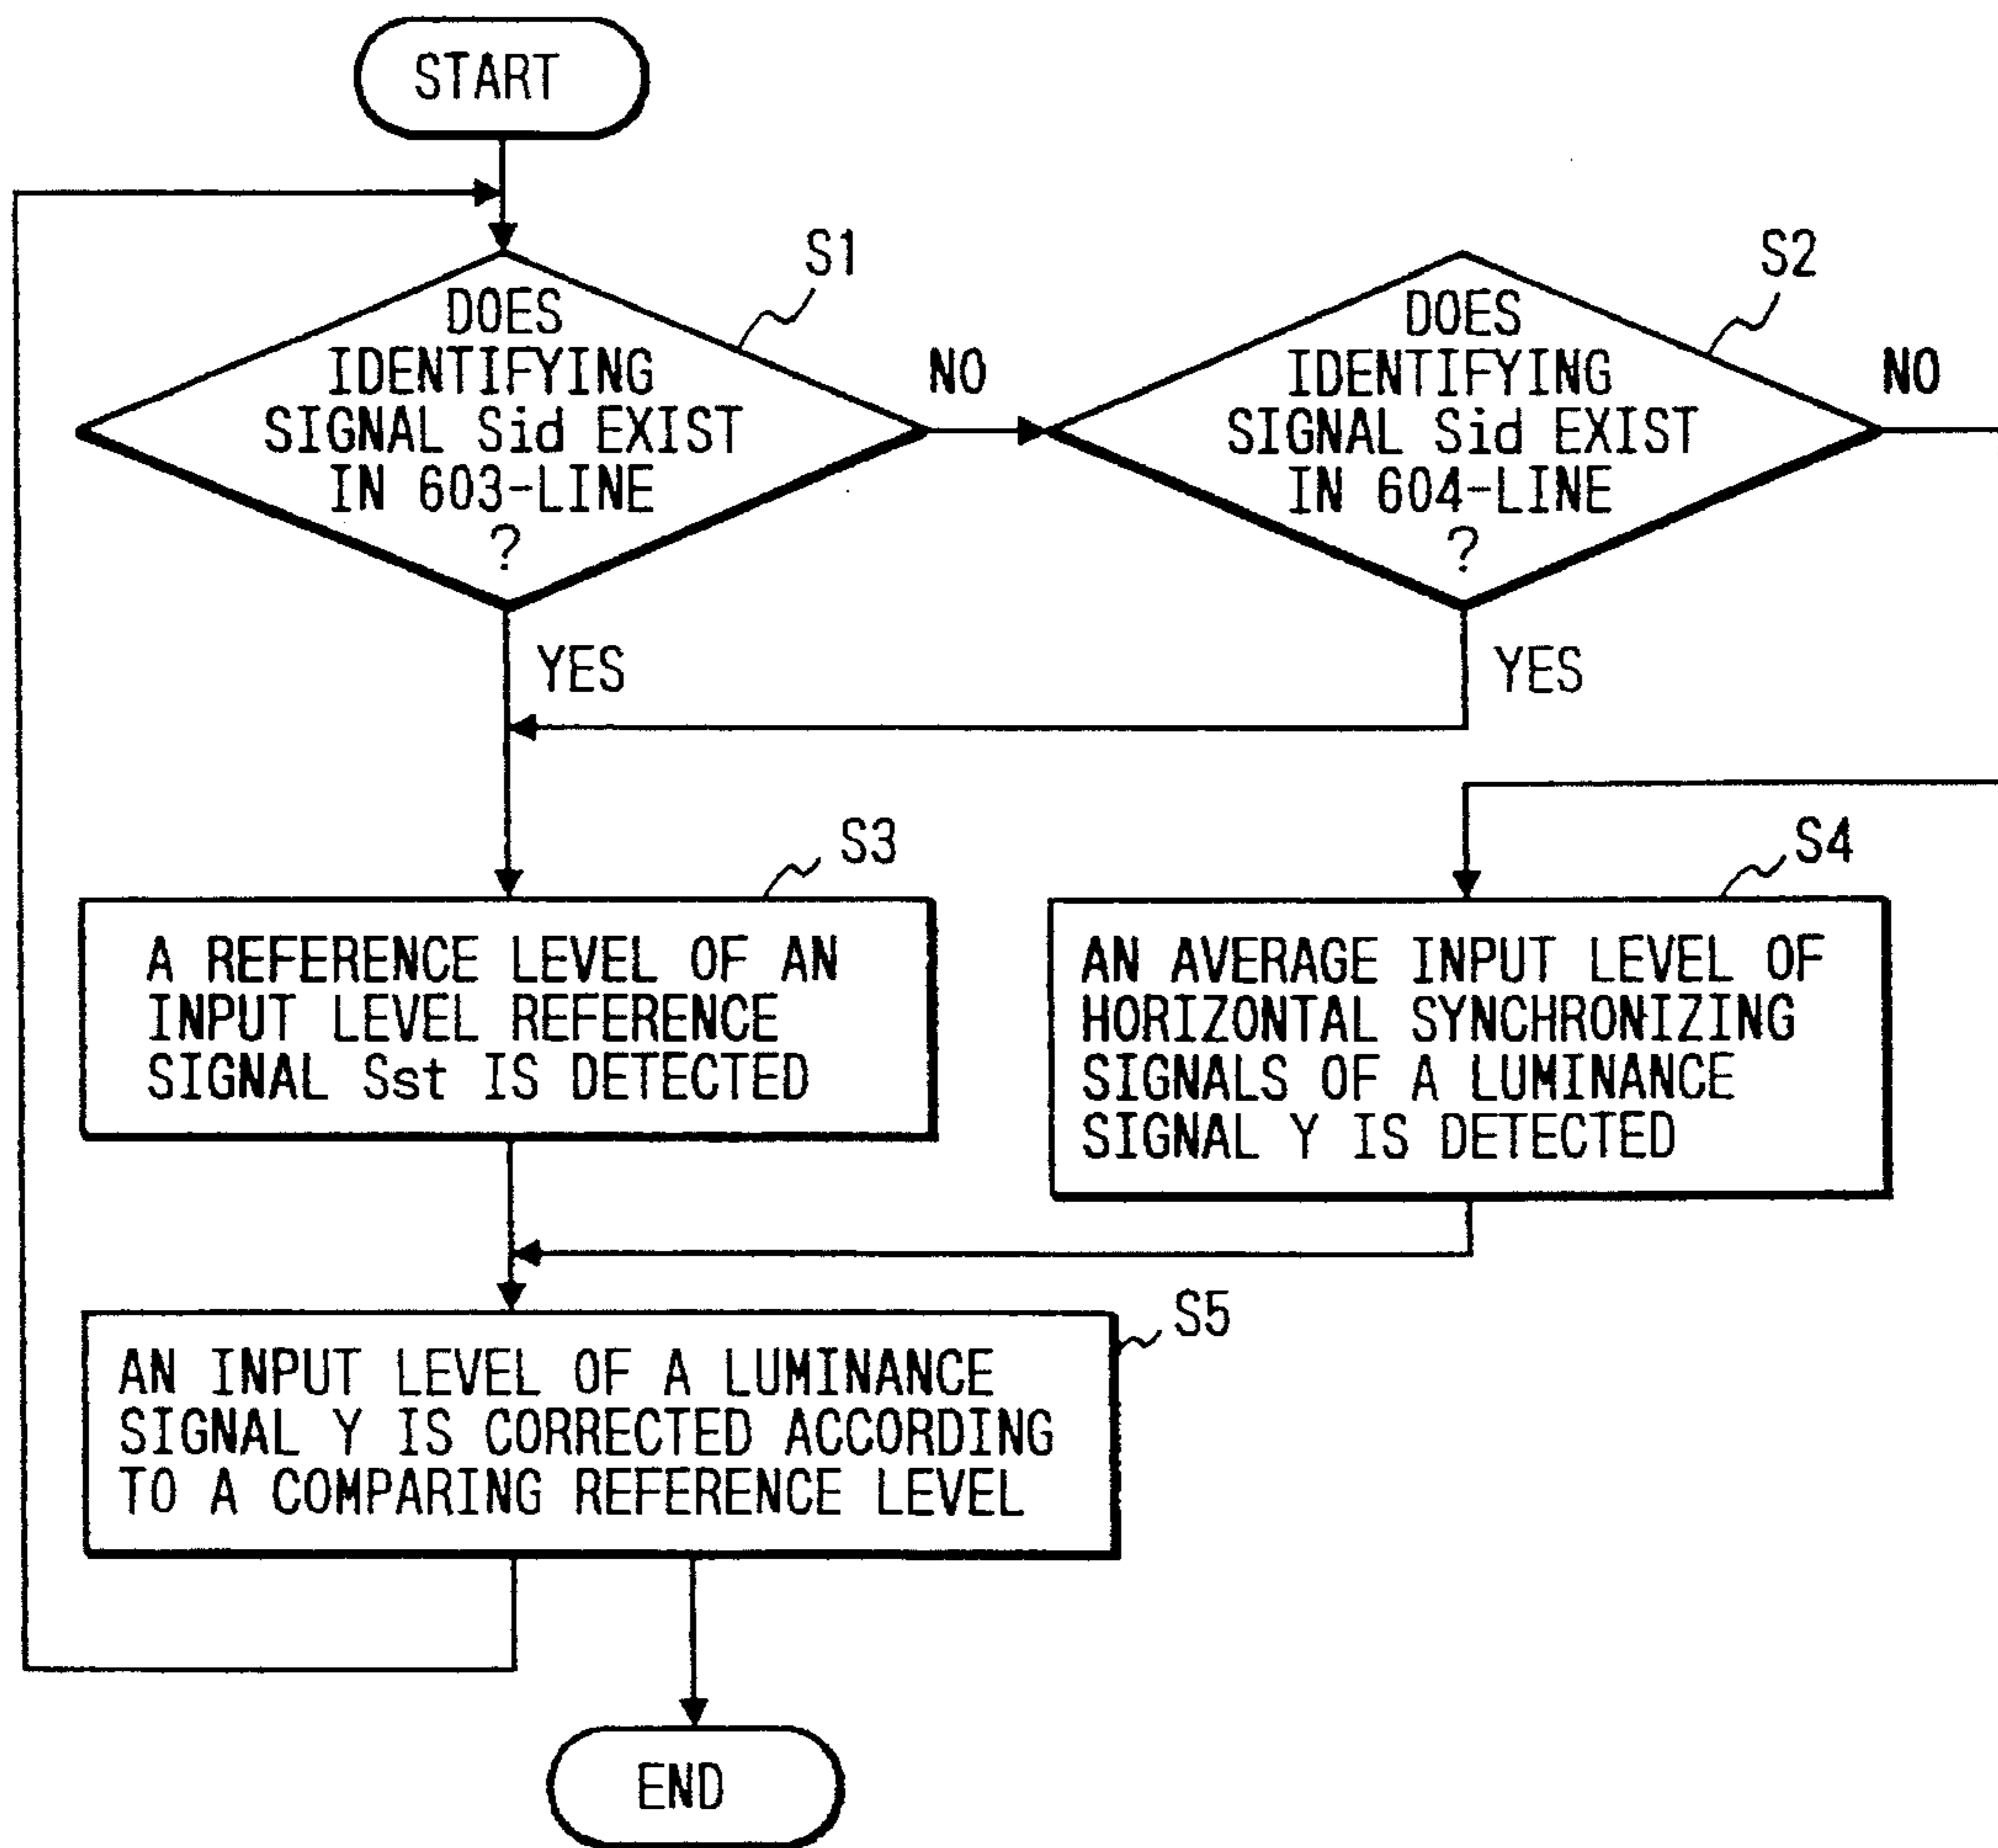 START
S1
DOES
IDENTIFYING
SIGNAL Sid EXIST
IN 603-LINE
?
NO
YES
S2
DOES
IDENTIFYING
SIGNAL Sid EXIST
IN 604-LINE
?
NO
YES
S3
A REFERENCE LEVEL OF AN
INPUT LEVEL REFERENCE
SIGNAL Sst IS DETECTED
S4
AN AVERAGE INPUT LEVEL OF
HORIZONTAL SYNCHRONIZING
SIGNALS OF A LUMINANCE
SIGNAL Y IS DETECTED
S5
AN INPUT LEVEL OF A LUMINANCE
SIGNAL Y IS CORRECTED ACCORDING
TO A COMPARING REFERENCE LEVEL
END